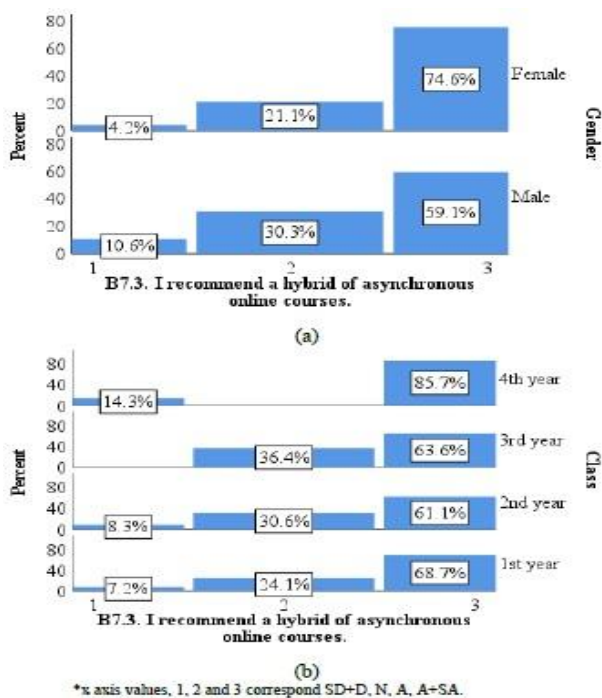 80
60
40
20
0
4.2%
21.1%
74.6%
Female
80
60
40
20
0
10.6%
30.3%
59.1%
Male
Percent
Gender
1 2 3
B7.3. I recommend a hybrid of asynchronous
online courses.
(a)
80
40
0
14.3%
85.7%
4th year
80
40
0
36.4%
63.6%
3rd year
80
40
0
8.3%
30.6%
61.1%
2nd year
80
40
0
7.2%
24.1%
68.7%
1st year
Percent
Class
1 2 3
B7.3. I recommend a hybrid of asynchronous
online courses.
(b)
*x axis values, 1, 2 and 3 correspond SD+D, N, A, A+SA.